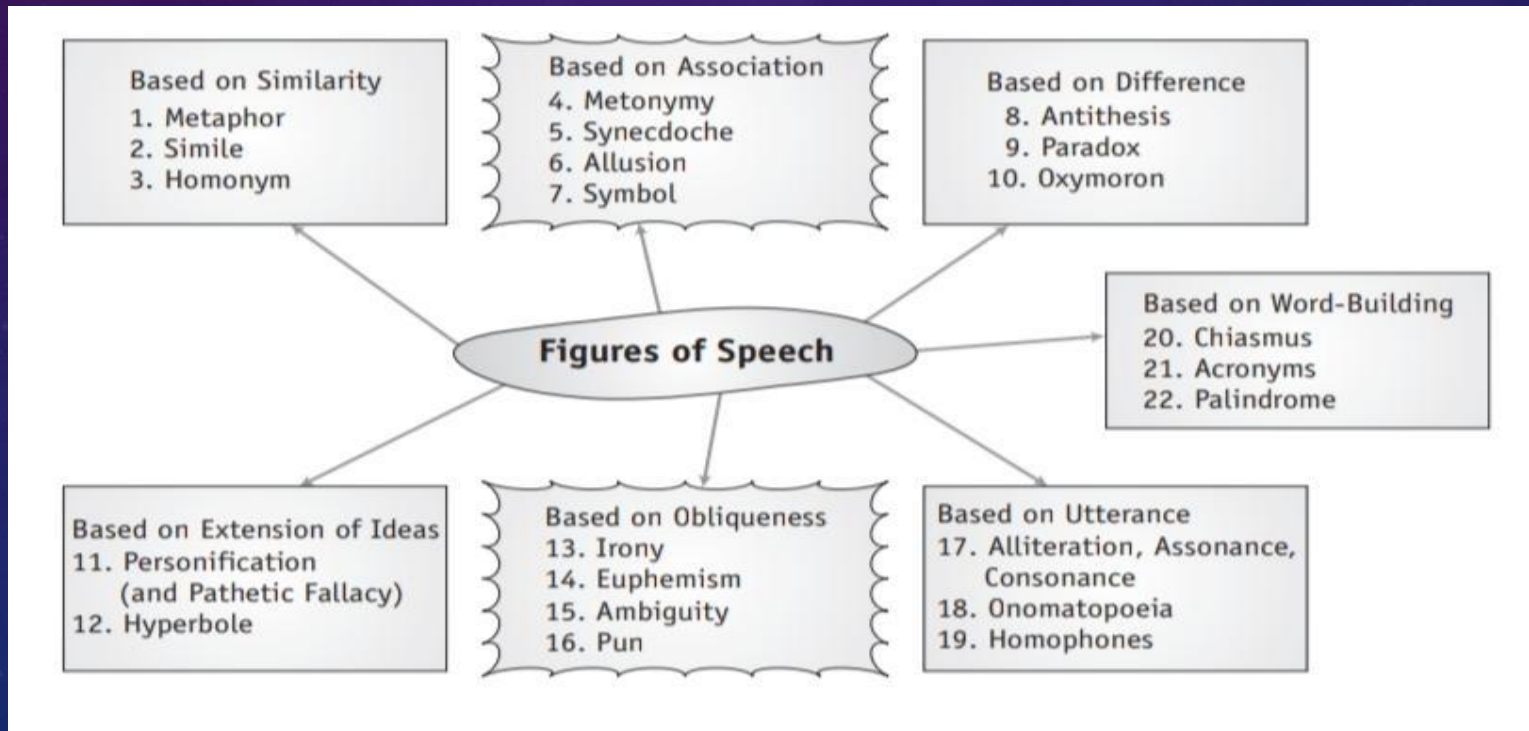 Based on Similarity
1. Metaphor
2. Simile
3. Homonym
Based on Association
4. Metonymy
5. Synecdoche
6. Allusion
7. Symbol
Based on Difference
8. Antithesis
9. Paradox
10. Oxymoron
Figures of Speech
Based on Word-Building
20. Chiasmus
21. Acronyms
22. Palindrome
Based on Extension of Ideas
11. Personification
(and Pathetic Fallacy)
12. Hyperbole
Based on Obliqueness
13. Irony
14. Euphemism
15. Ambiguity
16. Pun
Based on Utterance
17. Alliteration, Assonance,
Consonance
18. Onomatopoeia
19. Homophones